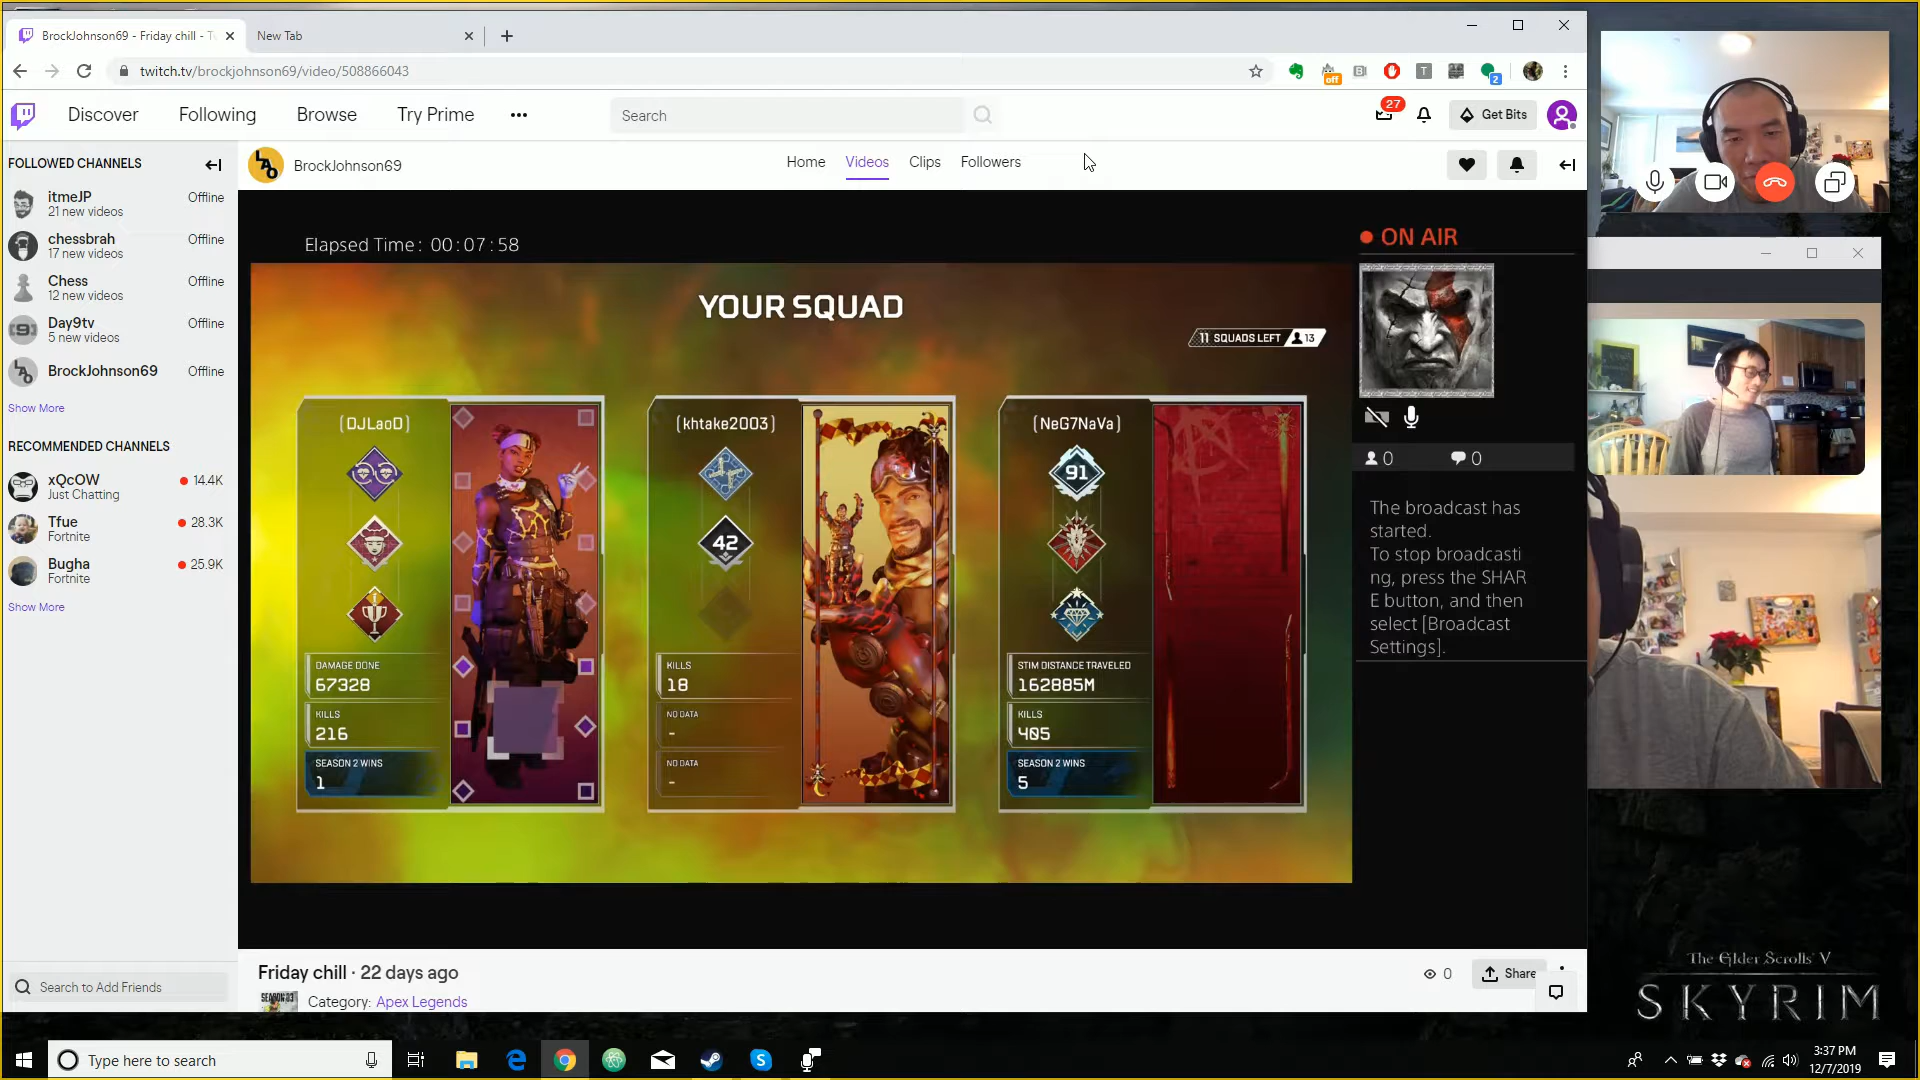 BrockJohnson69 - Friday chill - T
New Tab
twitch.tv/brockjohnson69/video/508866043
off
2
Discover
Following
Browse
Try Prime
Search
27
Get Bits
FOLLOWED CHANNELS
itmeJP
Offline
21 new videos
chessbrah
Offline
17 new videos
Chess
Offline
12 new videos
Day9tv
Offline
5 new videos
BrockJohnson69
Offline
Show More
RECOMMENDED CHANNELS
xQcOW
14.4K
Just Chatting
Tfue
28.3K
Fortnite
Bugha
25.9K
Fortnite
Show More
Search to Add Friends
LAO
BrockJohnson69
Home
Videos
Clips
Followers
Elapsed Time: 00:07:58
YOUR SQUAD
11 SQUADS LEFT
13
[DJLaoD]
DAMAGE DONE
67328
KILLS
216
SEASON 2 WINS
1
[khtake2003]
42
KILLS
18
NO DATA
-
NO DATA
-
[NeG7NaVa]
91
STIM DISTANCE TRAVELED
162885M
KILLS
405
SEASON 2 WINS
5
ON AIR
0
0
The broadcast has
started.
To stop broadcasti
ng, press the SHAR
E button, and then
select [Broadcast
Settings].
Friday chill · 22 days ago
0
Share
Category: Apex Legends
The Elder Scrolls V
SKYRIM
Type here to search
3:37 PM
12/7/2019